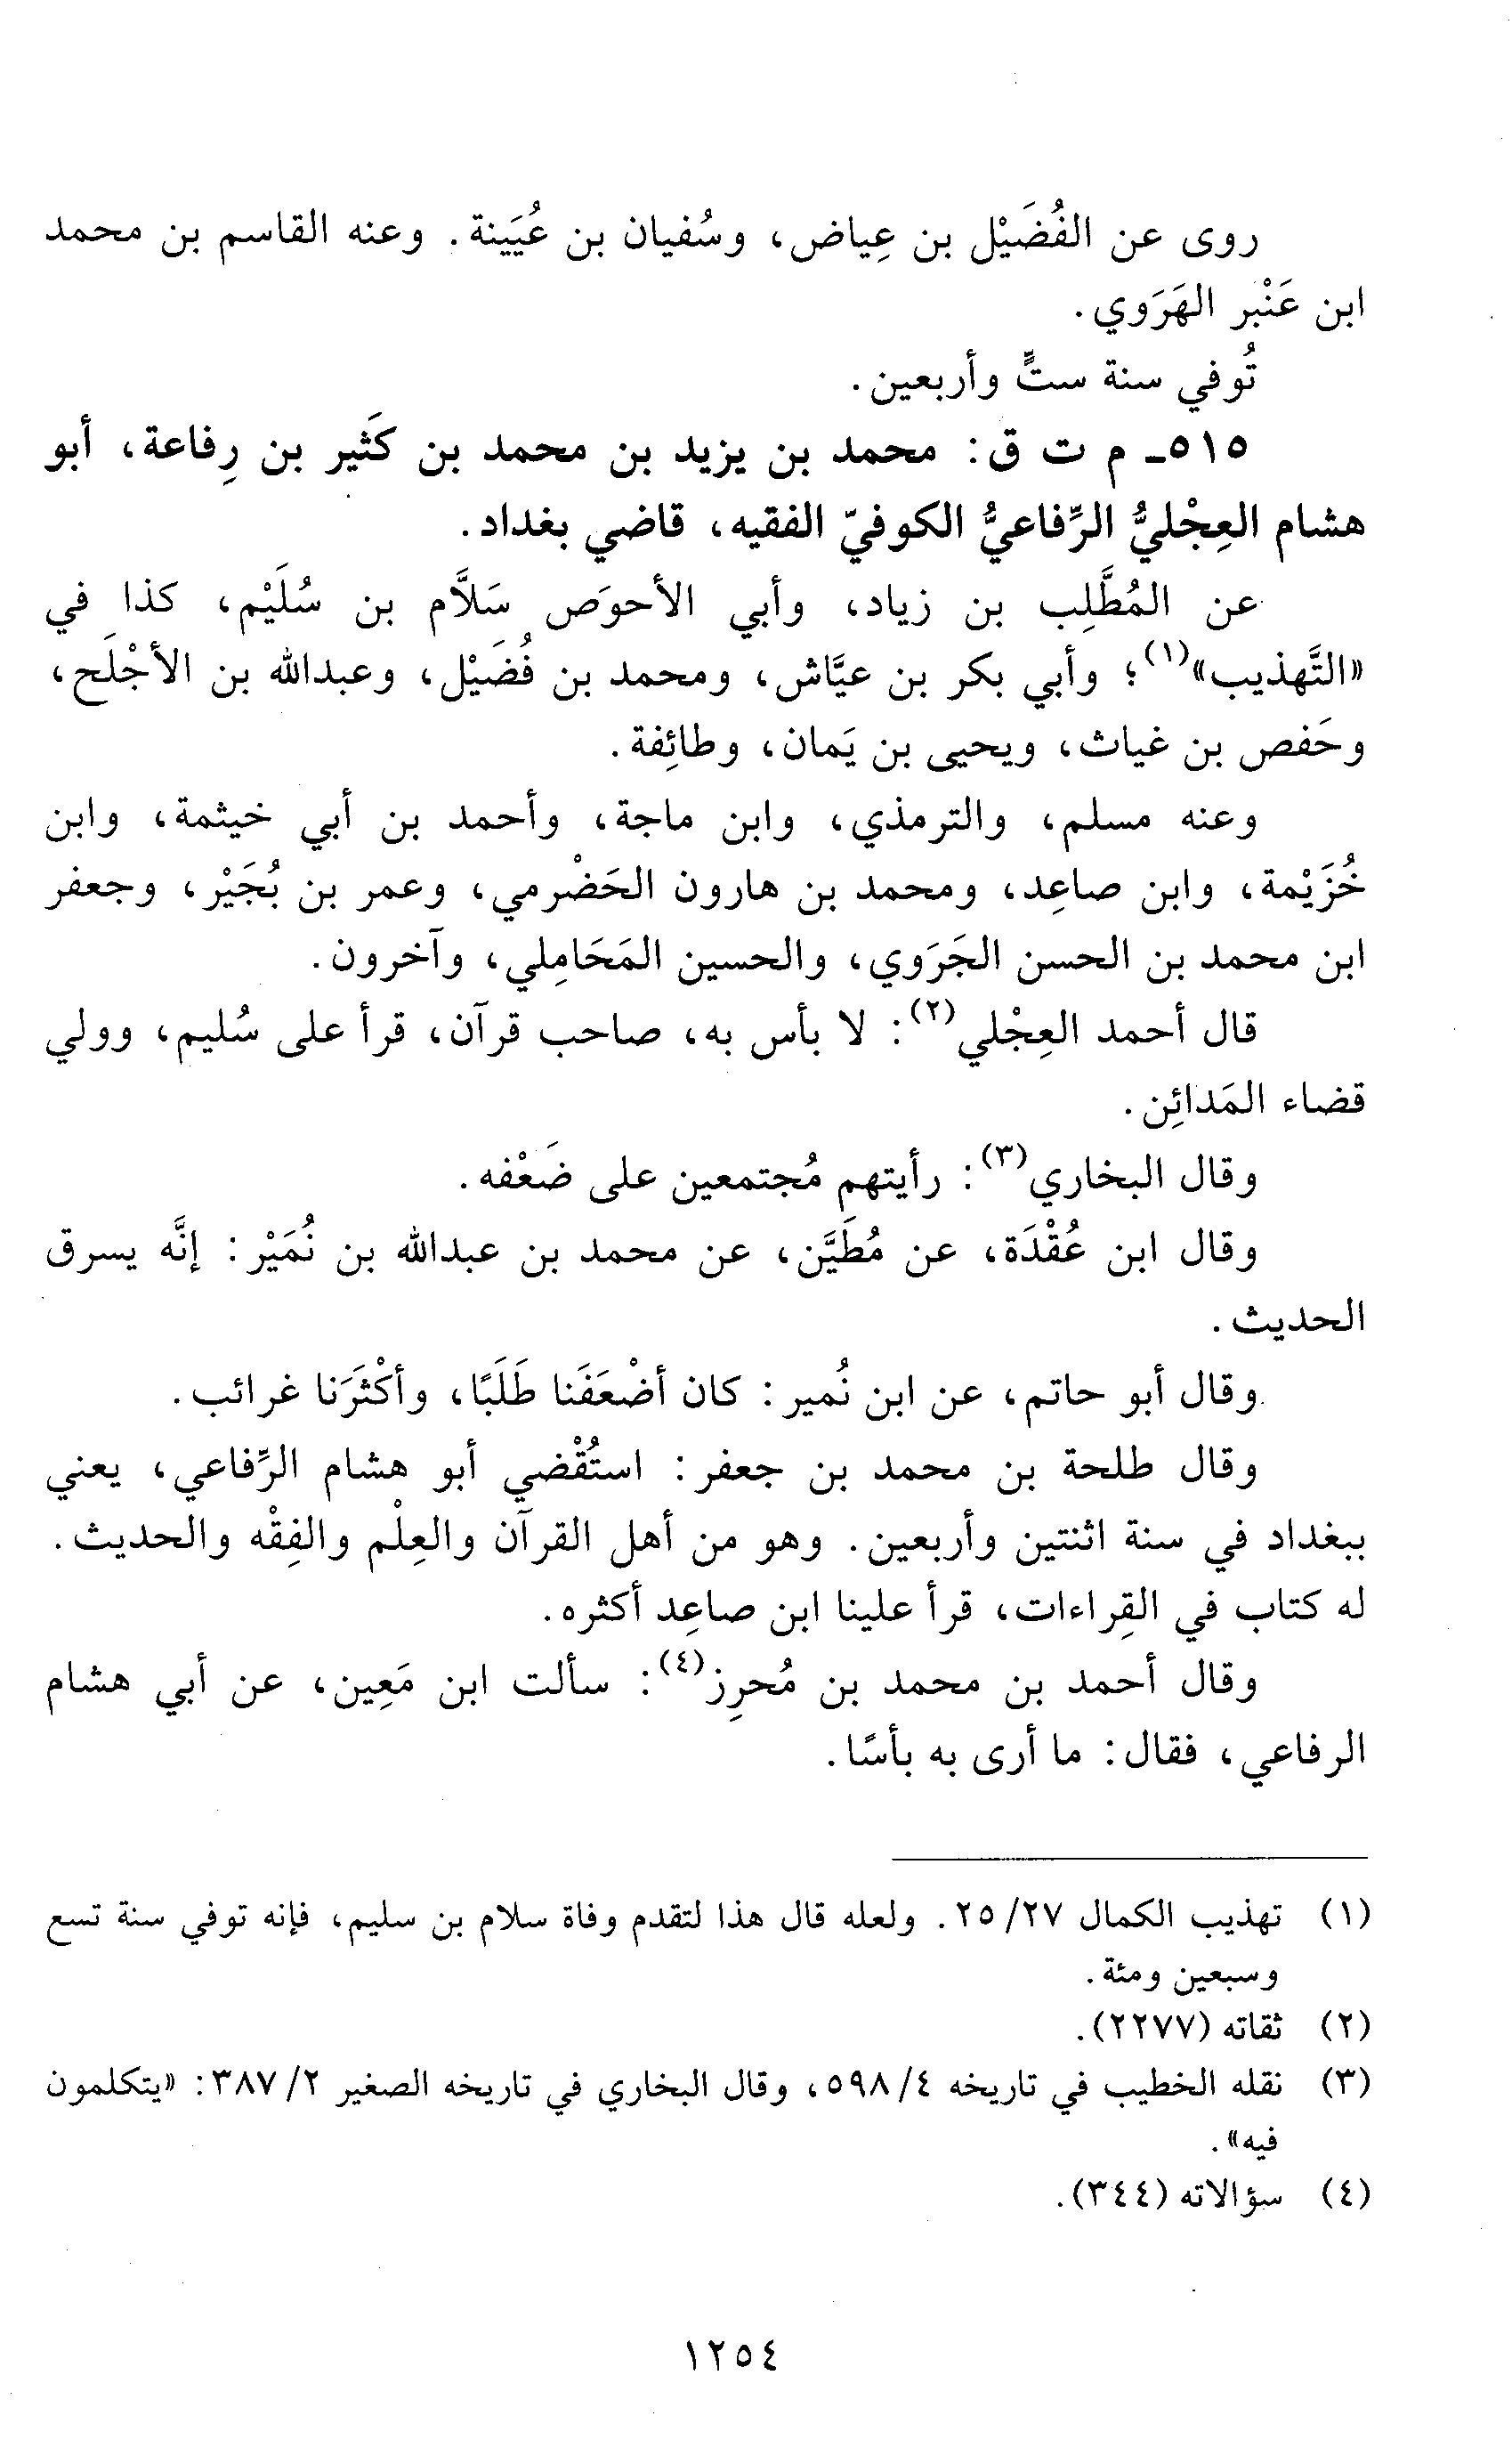 روى عن الفُضَيْل بن عِياض، وسُفيان بن عُيَينة. وعنه القاسم بن محمد
ابن عَنْبر الهَرَوي.
تُوفي سنة ستٍّ وأربعين.
٥١٥ـ م ت ق: محمد بن يزيد بن محمد بن كَثير بن رِفاعة، أبو
هشام العِجْليُّ الرِّفاعيُّ الكوفيّ الفقيه، قاضي بغداد.
عن المُطَّلِب بن زياد، وأبي الأحوَص سَلاَّم بن سُلَيْم، كذا في
«التَّهذيب»(١)؛ وأبي بكر بن عيَّاش، ومحمد بن فُضَيْل، وعبدالله بن الأجْلَح،
وحَفص بن غياث، ويحيى بن يَمان، وطائِفة.
وعنه مسلم، والترمذي، وابن ماجة، وأحمد بن أبي خيثمة، وابن
خُزَيْمة، وابن صاعِد، ومحمد بن هارون الحَضْرمي، وعمر بن بُجَيْر، وجعفر
ابن محمد بن الحسن الجَرَوي، والحسين المَحَامِلي، وآخرون.
قال أحمد العِجْلي(٢): لا بأس به، صاحب قرآن، قرأ على سُليم، وولي
قضاء المَدائِن.
وقال البخاري(٣): رأيتهم مُجتمعين على ضَعْفه.
وقال ابن عُقْدَة، عن مُطَيَّن، عن محمد بن عبدالله بن نُمَيْر: إنَّه يسرق
الحديث.
وقال أبو حاتم، عن ابن نُمير: كان أضْعَفَنا طَلَبًا، وأكْثَرَنا غرائب.
وقال طلحة بن محمد بن جعفر: استُقْضي أبو هشام الرِّفاعي، يعني
ببغداد في سنة اثنتين وأربعين. وهو من أهل القرآن والعِلْم والفِقْه والحديث.
له كتاب في القِراءات، قرأ علينا ابن صاعِد أكثره.
وقال أحمد بن محمد بن مُحرِز(٤): سألت ابن مَعِين، عن أبي هشام
الرفاعي، فقال: ما أرى به بأسًا.
(١) تهذيب الكمال ٢٧/ ٢٥. ولعله قال هذا لتقدم وفاة سلام بن سليم، فإنه توفي سنة تسع
وسبعين ومئة.
(٢) ثقاته (٢٢٧٧).
(٣) نقله الخطيب في تاريخه ٤/ ٥٩٨، وقال البخاري في تاريخه الصغير ٢/ ٣٨٧: «يتكلمون
فيه».
(٤) سؤالاته (٣٤٤).
١٢٥٤